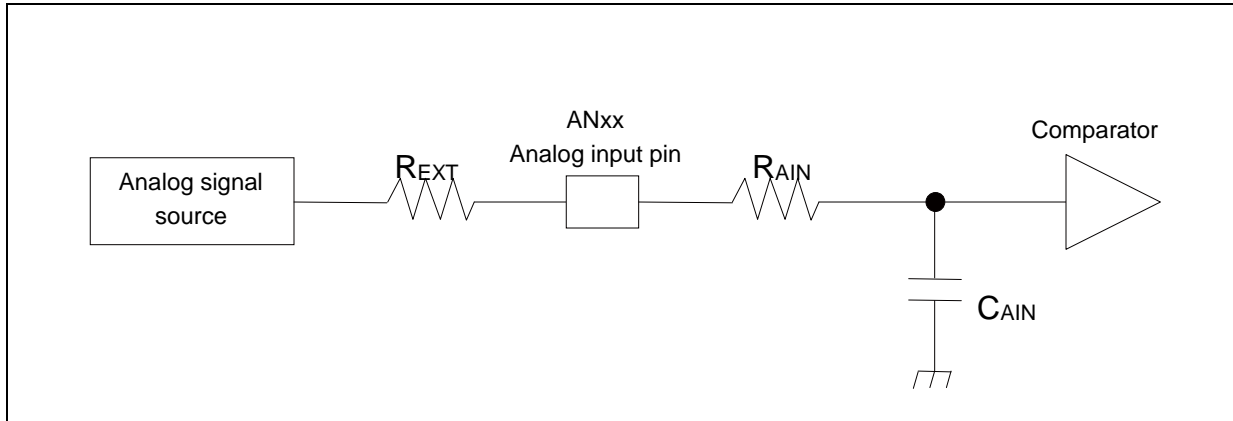 Analog signal
source
REXT
ANxx
Analog input pin
RAIN
CAIN
Comparator